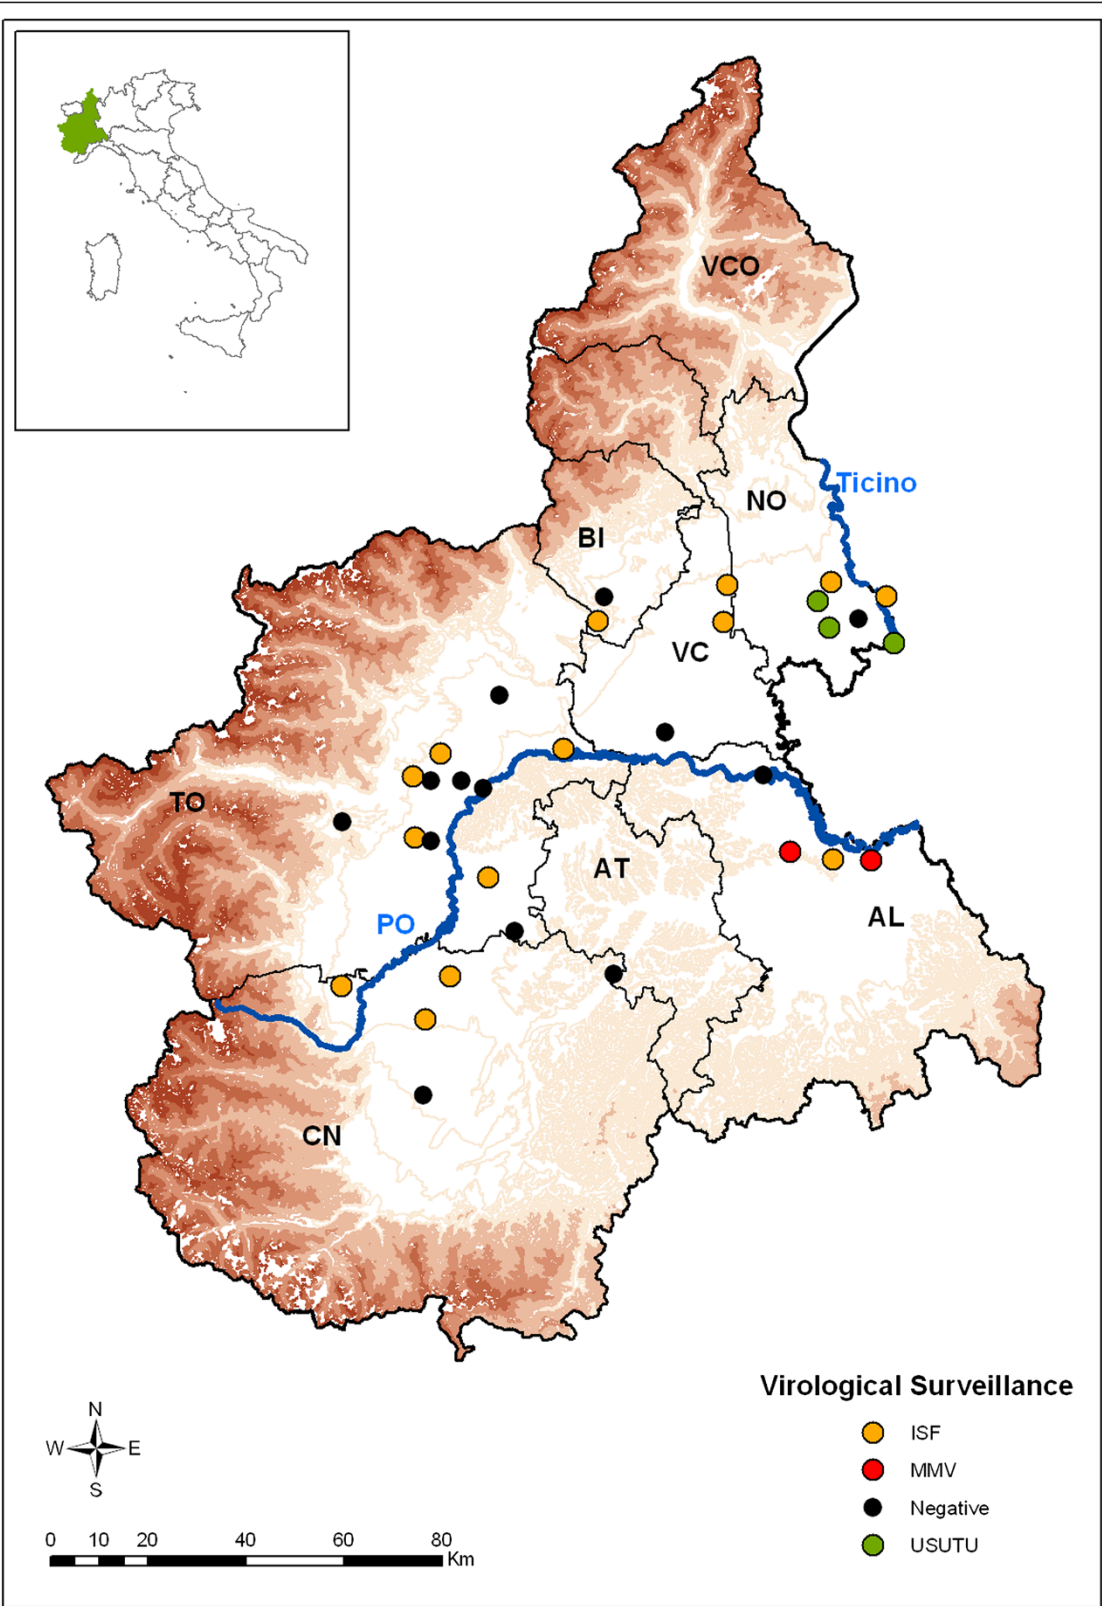 VCO
Ticino
NO
BI
VC
TO
AT
PO
AL
CN
Virological Surveillance
ISF
MMV
Negative
USUTU
N
W E
S
0 10 20 40 60 80
Km